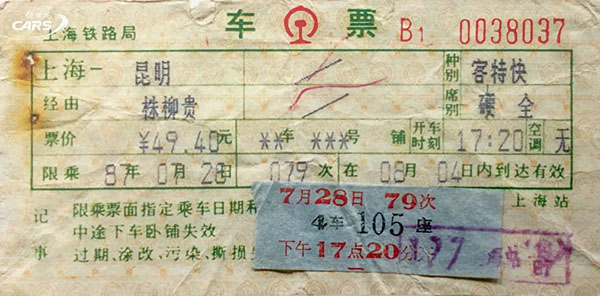 CARS
上海铁路局 车票 B1 0038037
上海- 昆明 种别 客特快
经由 株柳贵 席别 硬 全
票价 ¥49.40元 **车 ***号 铺 开车时刻 17:20 空调 无
限乘 87年07月28日 079次 在 08月 04日内到达有效
上海站
记 限乘票面指定乘车日期和
中途下车卧铺失效
事 过期、涂改、污染、撕损
7月28日 79次
105座
下午17点20分